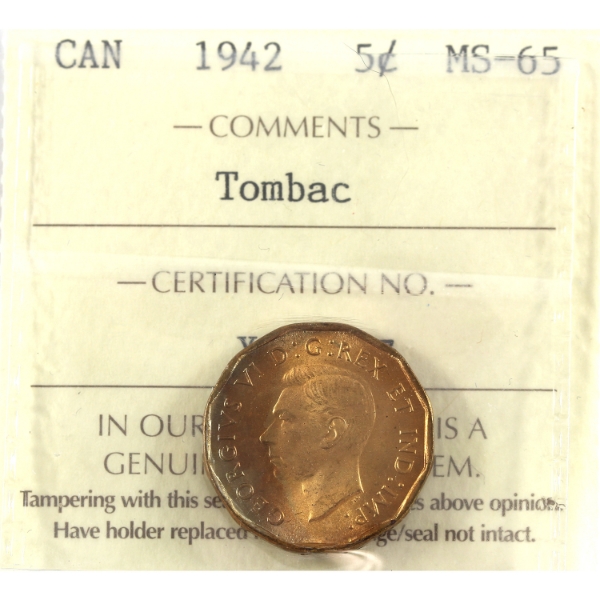 CAN 1942 5¢ MS-65
— COMMENTS —
Tombac
— CERTIFICATION NO. —
GEORGIVS VI D:G:REX ET IND:IMP:
IN OUR IS A
GENUI EM.
Tampering with this se s above opinion.
Have holder replaced ge/seal not intact.